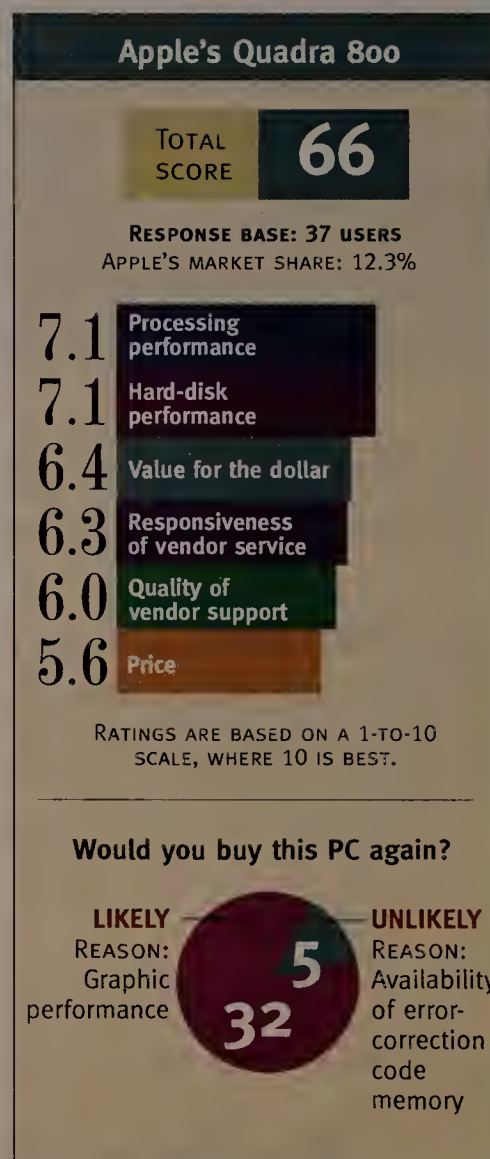 Apple's Quadra 800
TOTAL
SCORE
66
RESPONSE BASE: 37 USERS
APPLE'S MARKET SHARE: 12.3%
7.1 Processing
performance
7.1 Hard-disk
performance
6.4 Value for the dollar
6.3 Responsiveness
of vendor service
6.0 Quality of
vendor support
5.6 Price
RATINGS ARE BASED ON A 1-TO-10
SCALE, WHERE 10 IS BEST.
Would you buy this PC again?
LIKELY
REASON:
Graphic
performance
5
32
UNLIKELY
REASON:
Availability
of error-
correction
code
memory